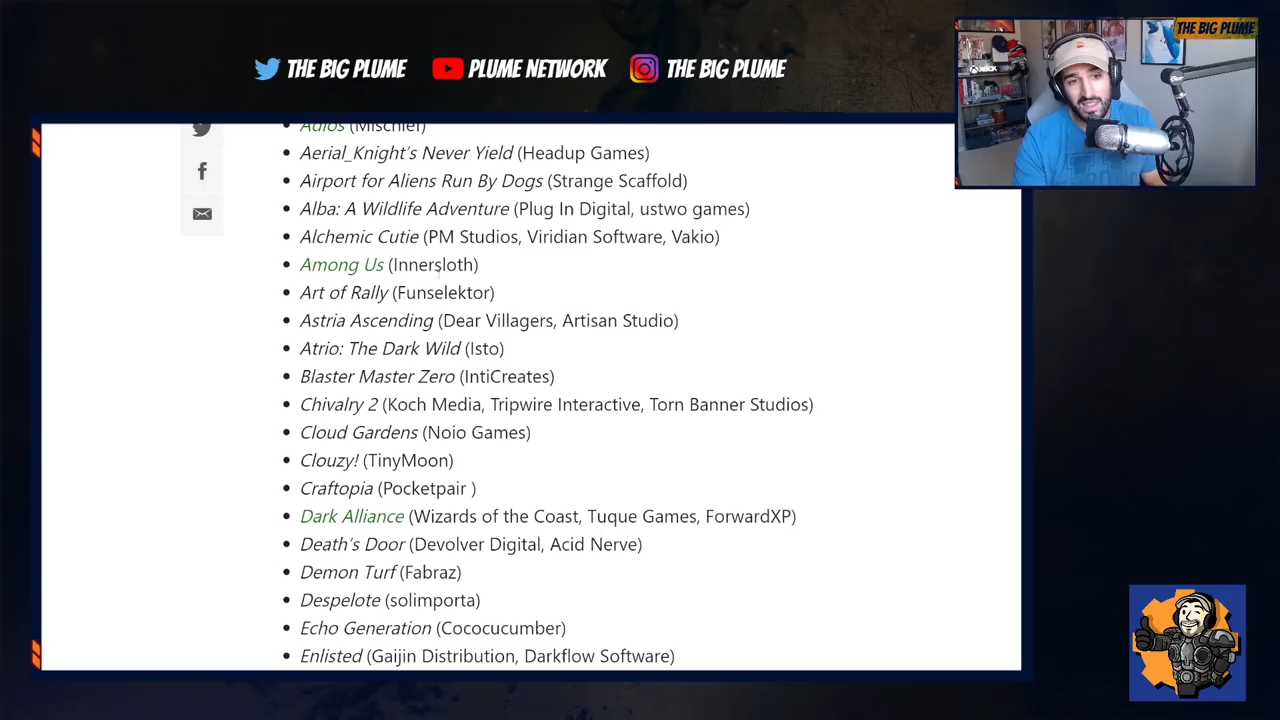 THE BIG PLUME
THE BIG PLUME
PLUME NETWORK
THE BIG PLUME
XBOX
Adios (Mischief)
Aerial_Knight's Never Yield (Headup Games)
Airport for Aliens Run By Dogs (Strange Scaffold)
Alba: A Wildlife Adventure (Plug In Digital, ustwo games)
Alchemic Cutie (PM Studios, Viridian Software, Vakio)
Among Us (Innersloth)
Art of Rally (Funselektor)
Astria Ascending (Dear Villagers, Artisan Studio)
Atrio: The Dark Wild (Isto)
Blaster Master Zero (IntiCreates)
Chivalry 2 (Koch Media, Tripwire Interactive, Torn Banner Studios)
Cloud Gardens (Noio Games)
Clouzy! (TinyMoon)
Craftopia (Pocketpair )
Dark Alliance (Wizards of the Coast, Tuque Games, ForwardXP)
Death's Door (Devolver Digital, Acid Nerve)
Demon Turf (Fabraz)
Despelote (solimporta)
Echo Generation (Cococucumber)
Enlisted (Gaijin Distribution, Darkflow Software)